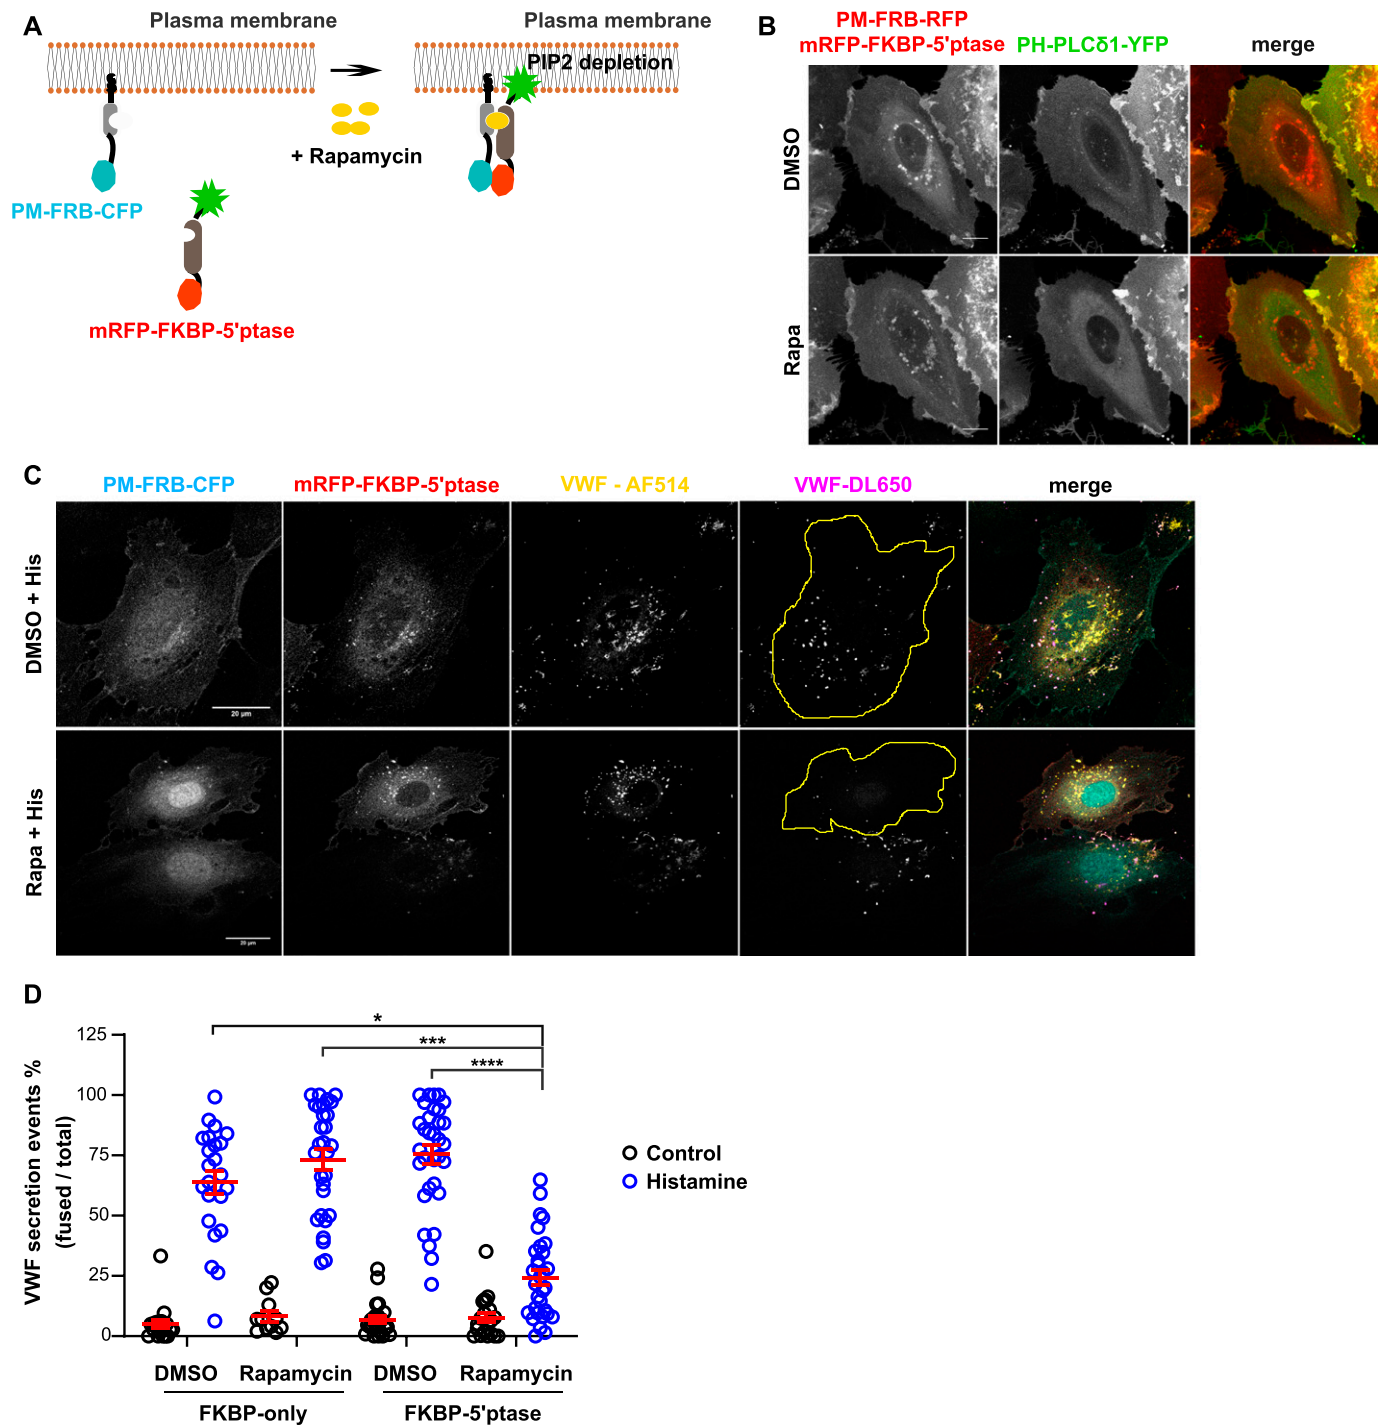 A
Plasma membrane
Plasma membrane
PIP2 depletion
+ Rapamycin
PM-FRB-CFP
mRFP-FKBP-5'ptase
B
PM-FRB-RFP
mRFP-FKBP-5'ptase
PH-PLCδ1-YFP
merge
DMSO
Rapa
C
PM-FRB-CFP
mRFP-FKBP-5'ptase
VWF - AF514
VWF-DL650
merge
DMSO + His
20 µm
Rapa + His
20 µm
D
VWF secretion events %
(fused / total)
125
100
75
50
25
0
*
***
****
Control
Histamine
DMSO
Rapamycin
DMSO
Rapamycin
FKBP-only
FKBP-5'ptase